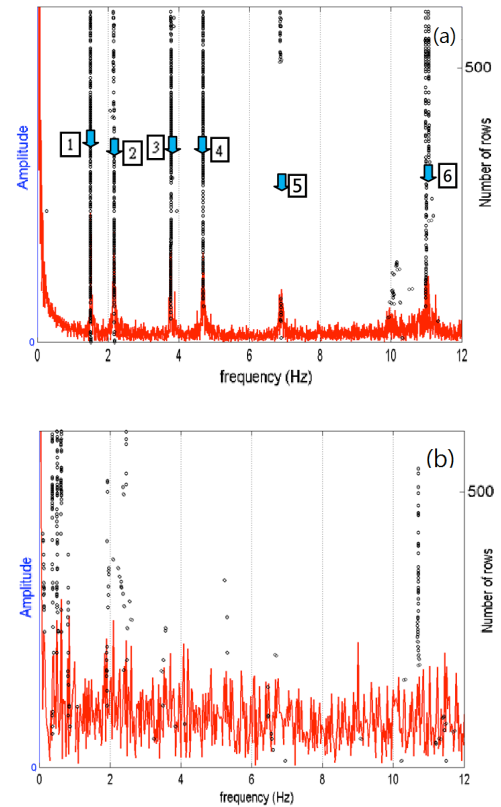 (a)
500
1
2
3
4
5
6
Amplitude
Number of rows
0
0 2 4 6 8 10 12
frequency (Hz)
(b)
500
Amplitude
Number of rows
0
0 2 4 6 8 10 12
frequency (Hz)